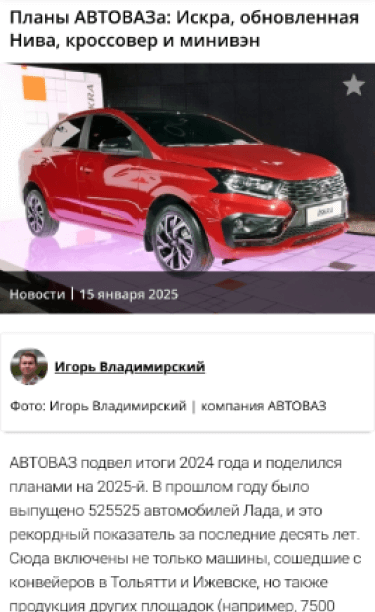 Планы АВТОВАЗа: Искра, обновленная
Нива, кроссовер и минивэн
Новости | 15 января 2025
Игорь Владимирский
Фото: Игорь Владимирский | компания АВТОВАЗ
АВТОВАЗ подвел итоги 2024 года и поделился
планами на 2025-й. В прошлом году было
выпущено 525525 автомобилей Лада, и это
рекордный показатель за последние десять лет.
Сюда включены не только машины, сошедшие с
конвейеров в Тольятти и Ижевске, но также
продукция других площадок (например, 7500